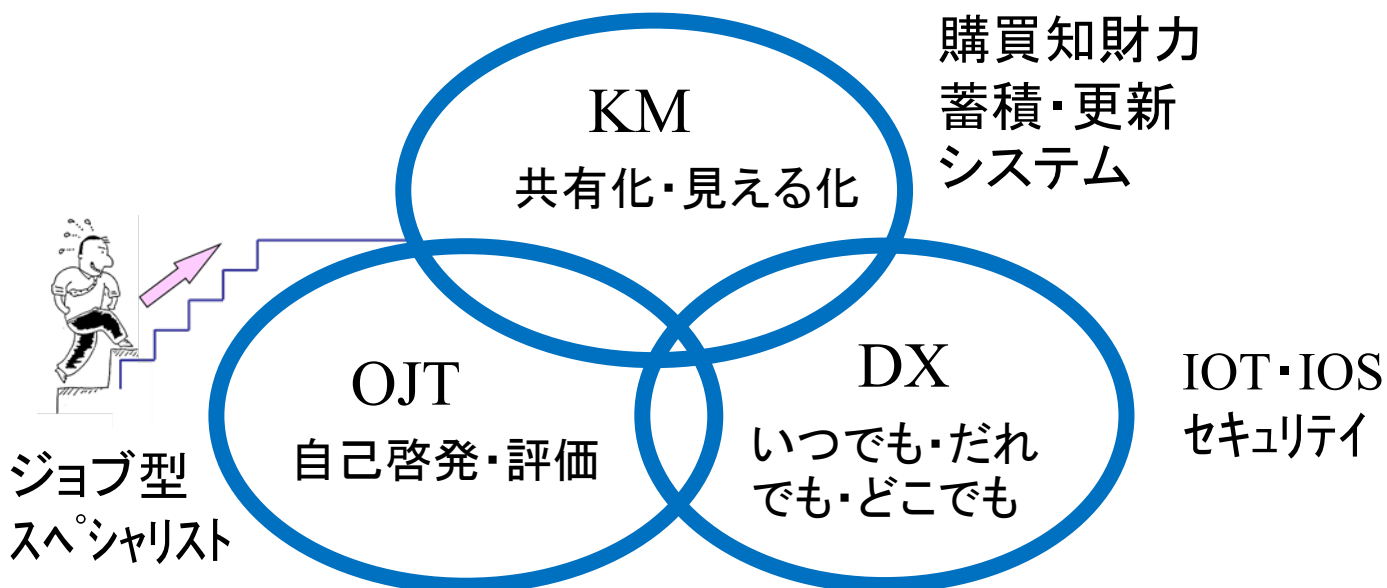 購買知財力
蓄積・更新
システム
KM
共有化・見える化
OJT
自己啓発・評価
DX
いつでも・だれ
でも・どこでも
IOT・IOS
セキュリテイ
ジョブ型
スペシャリスト